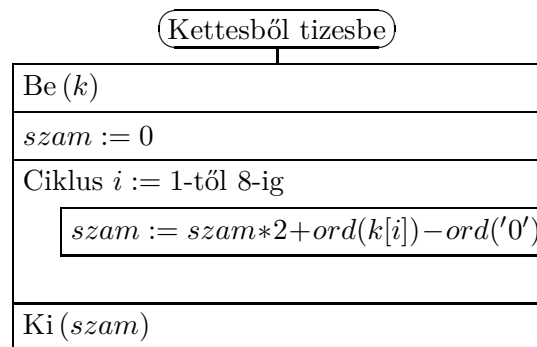 Kettesből tizesbe
Be (k)
szam := 0
Ciklus i := 1-től 8-ig
szam := szam*2+ord(k[i])−ord('0')
Ki (szam)